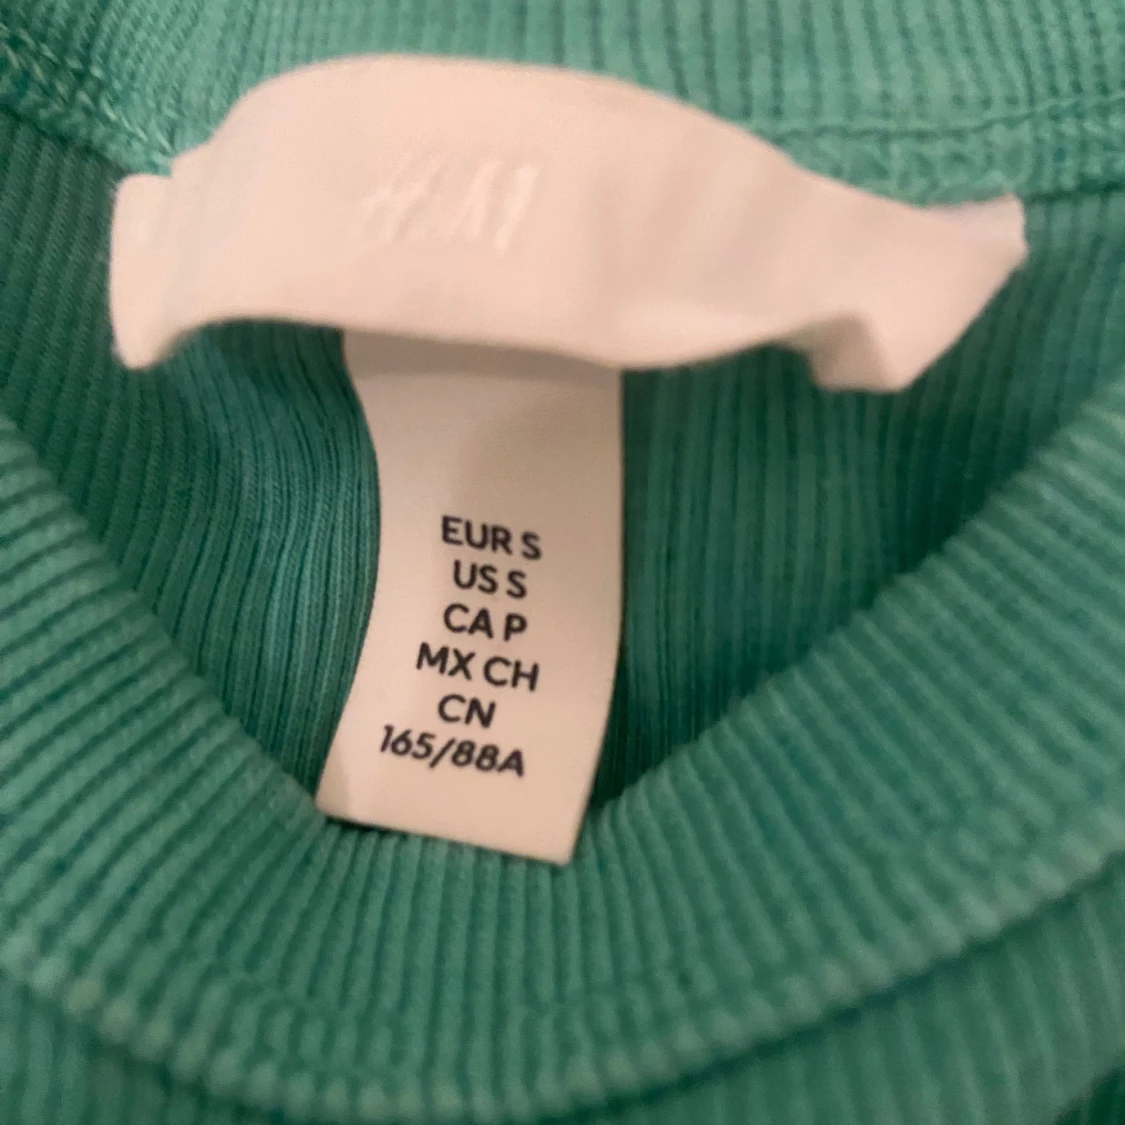 H&M
EUR S
US S
CA P
MX CH
CN
165/88A